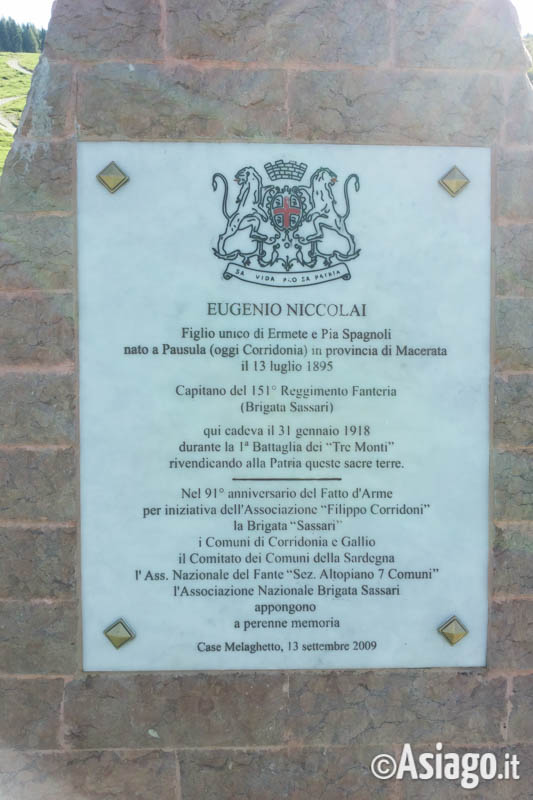 SA VIDA PRO SA PATRIA
EUGENIO NICCOLAI
Figlio unico di Ermete e Pia Spagnoli
nato a Pausula (oggi Corridonia) in provincia di Macerata
il 13 luglio 1895
Capitano del 151° Reggimento Fanteria
(Brigata Sassari)
qui cadeva il 31 gennaio 1918
durante la 1ª Battaglia dei "Tre Monti"
rivendicando alla Patria queste sacre terre.
Nel 91° anniversario del Fatto d'Arme
per iniziativa dell'Associazione "Filippo Corridoni"
la Brigata "Sassari"
i Comuni di Corridonia e Gallio
il Comitato dei Comuni della Sardegna
l' Ass. Nazionale del Fante "Sez. Altopiano 7 Comuni"
l'Associazione Nazionale Brigata Sassari
appongono
a perenne memoria
Case Melaghetto, 13 settembre 2009
©Asiago.it